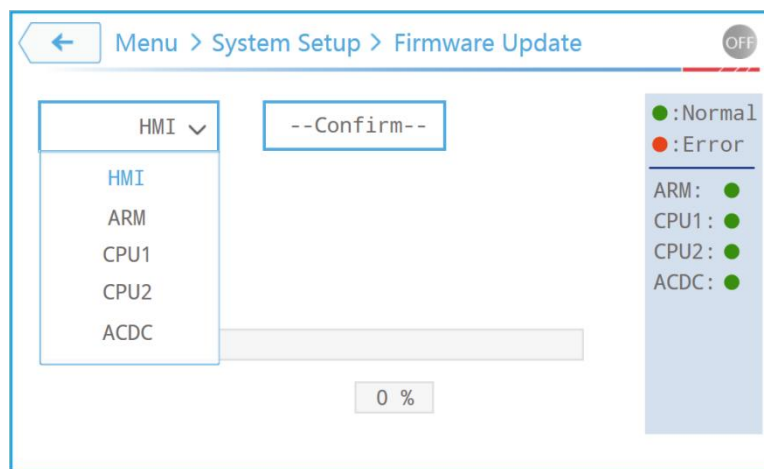 Menu > System Setup > Firmware Update
OFF
HMI
--Confirm--
HMI
ARM
CPU1
CPU2
ACDC
0 %
:Normal
:Error
ARM:
CPU1:
CPU2:
ACDC: